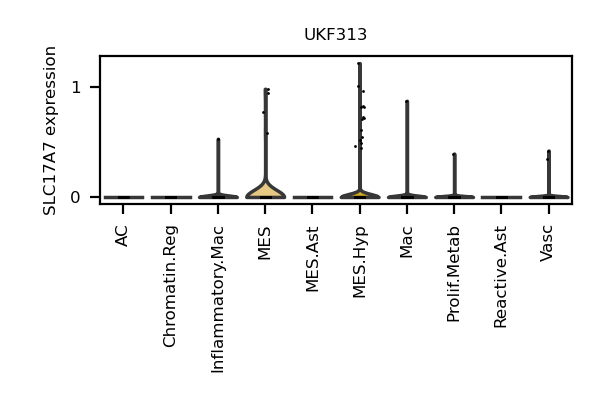 UKF313
SLC17A7 expression
1
0
AC
Chromatin.Reg
Inflammatory.Mac
MES
MES.Ast
MES.Hyp
Mac
Prolif.Metab
Reactive.Ast
Vasc